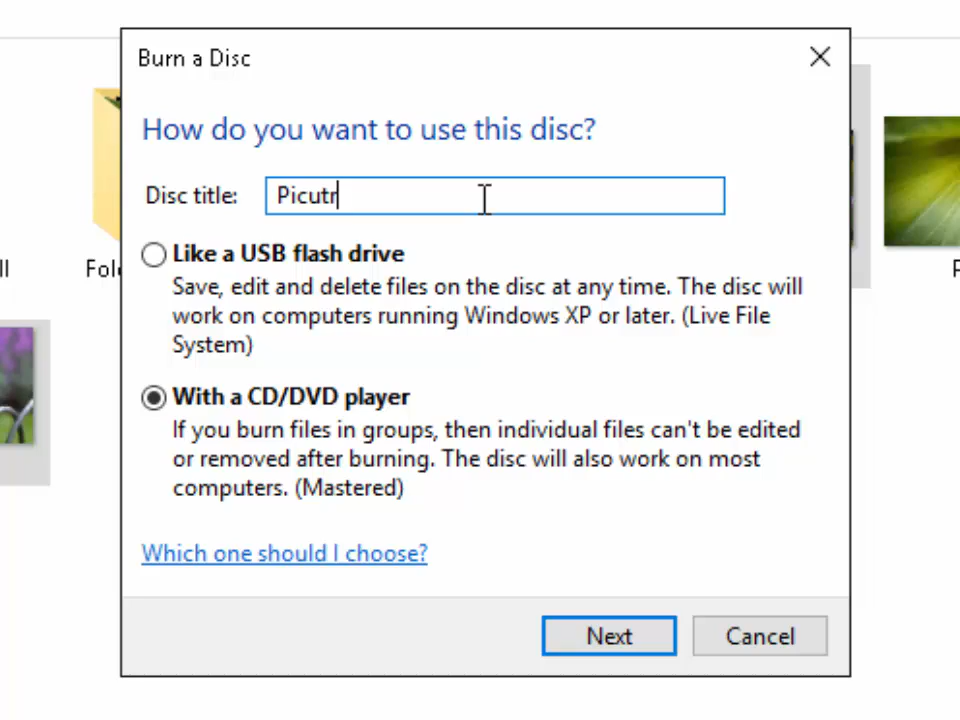 Burn a Disc
How do you want to use this disc?
Disc title: Picutr
Like a USB flash drive
Save, edit and delete files on the disc at any time. The disc will
work on computers running Windows XP or later. (Live File
System)
With a CD/DVD player
If you burn files in groups, then individual files can't be edited
or removed after burning. The disc will also work on most
computers. (Mastered)
Which one should I choose?
Next Cancel